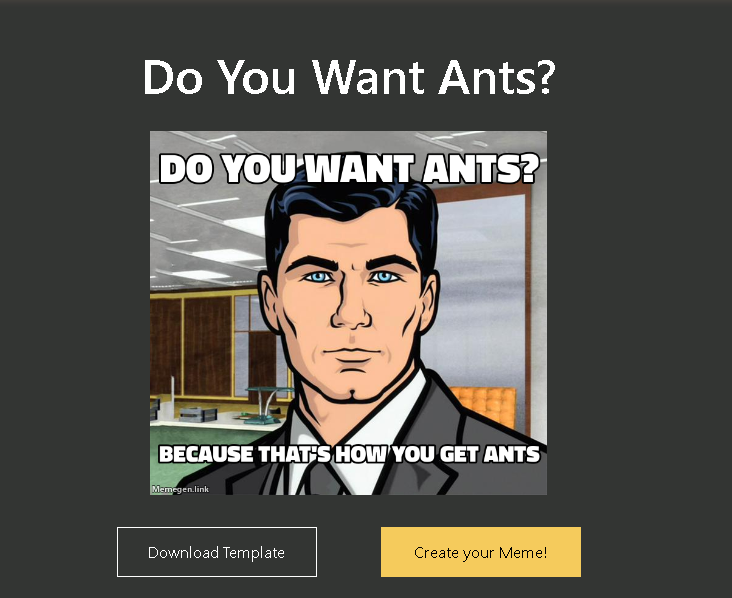 Do You Want Ants?
DO YOU WANT ANTS?
BECAUSE THAT'S HOW YOU GET ANTS
Memegen.link
Download Template
Create your Meme!